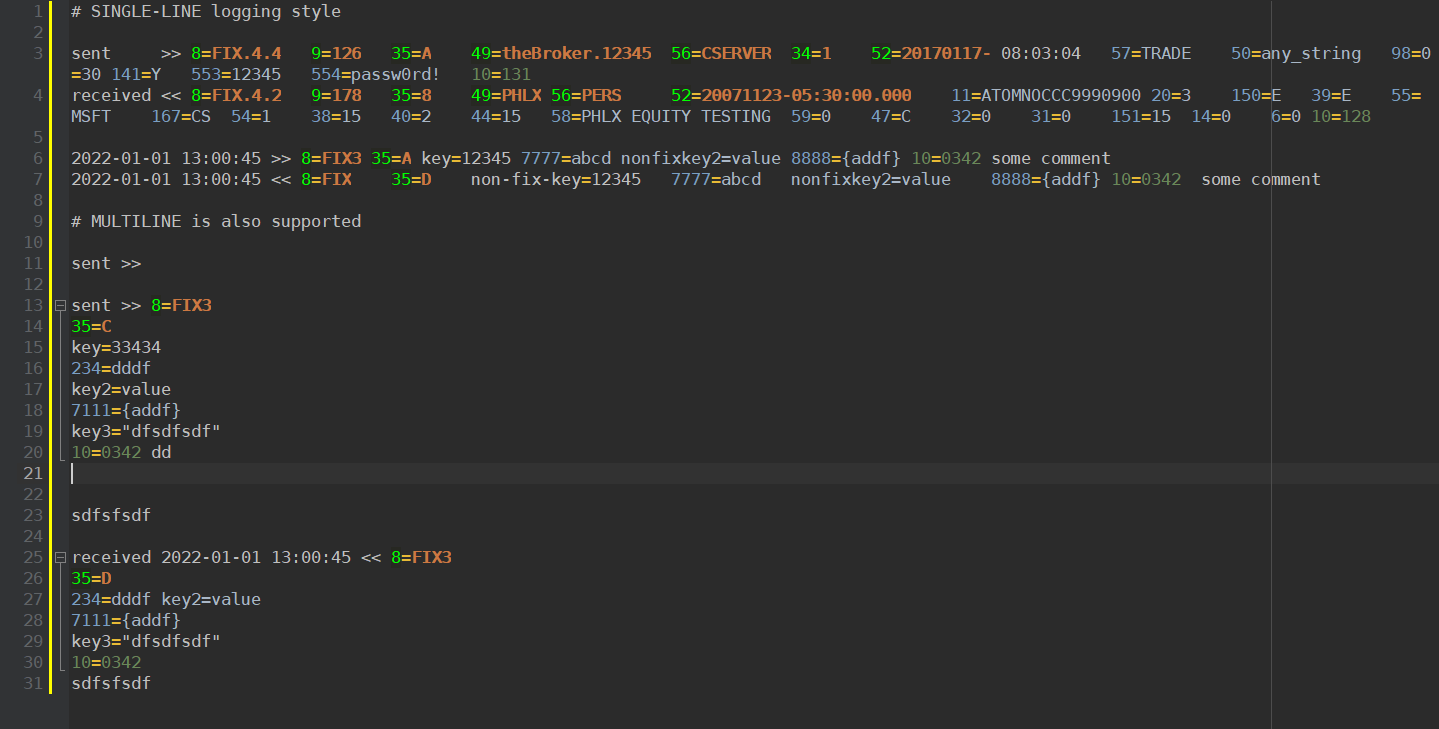 1 # SINGLE-LINE logging style
2
3 sent     >> 8=FIX.4.4   9=126   35=A    49=theBroker.12345  56=CSERVER  34=1    52=20170117- 08:03:04   57=TRADE    50=any_string   98=0
=30 141=Y   553=12345   554=passw0rd!   10=131
4 received << 8=FIX.4.2   9=178   35=8    49=PHLX 56=PERS     52=20071123-05:30:00.000    11=ATOMNOCCC9990900 20=3    150=E   39=E    55=
MSFT    167=CS  54=1    38=15   40=2    44=15   58=PHLX EQUITY TESTING  59=0    47=C    32=0    31=0    151=15  14=0    6=0 10=128
5
6 2022-01-01 13:00:45 >> 8=FIX3 35=A key=12345 7777=abcd nonfixkey2=value 8888={addf} 10=0342 some comment
7 2022-01-01 13:00:45 << 8=FIX    35=D    non-fix-key=12345   7777=abcd   nonfixkey2=value    8888={addf} 10=0342  some comment
8
9 # MULTILINE is also supported
10
11 sent >>
12
13 sent >> 8=FIX3
14 35=C
15 key=33434
16 234=dddf
17 key2=value
18 7111={addf}
19 key3="dfsdfsdf"
20 10=0342 dd
21
22
23 sdfsfsdf
24
25 received 2022-01-01 13:00:45 << 8=FIX3
26 35=D
27 234=dddf key2=value
28 7111={addf}
29 key3="dfsdfsdf"
30 10=0342
31 sdfsfsdf